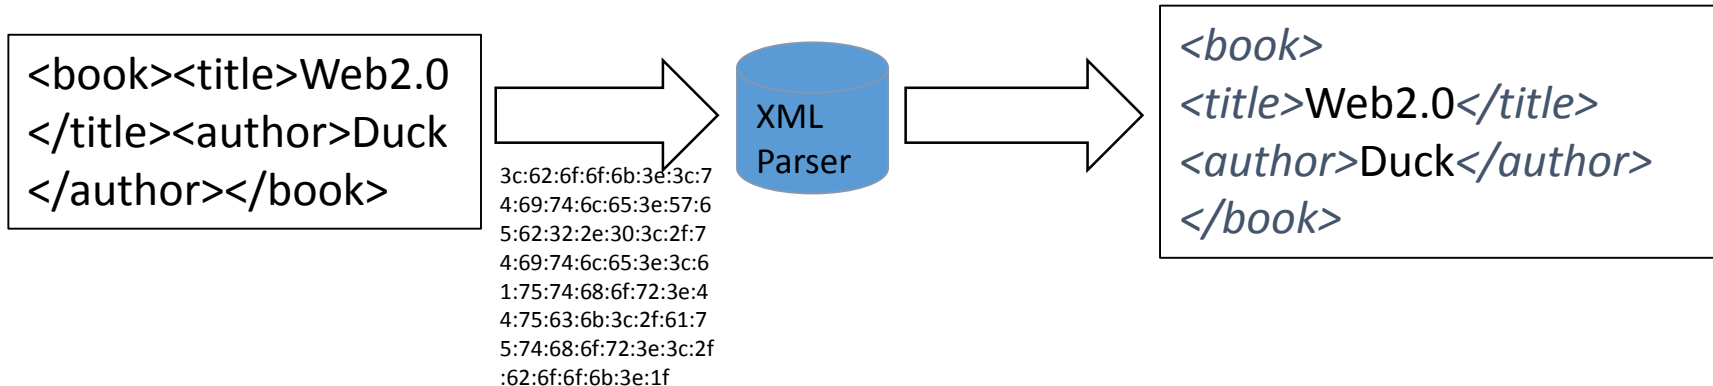 <book><title>Web2.0
</title><author>Duck
</author></book>
3c:62:6f:6f:6b:3e:3c:7
4:69:74:6c:65:3e:57:6
5:62:32:2e:30:3c:2f:7
4:69:74:6c:65:3e:3c:6
1:75:74:68:6f:72:3e:4
4:75:63:6b:3c:2f:61:7
5:74:68:6f:72:3e:3c:2f
:62:6f:6f:6b:3e:1f
XML
Parser
<book>
<title>Web2.0</title>
<author>Duck</author>
</book>